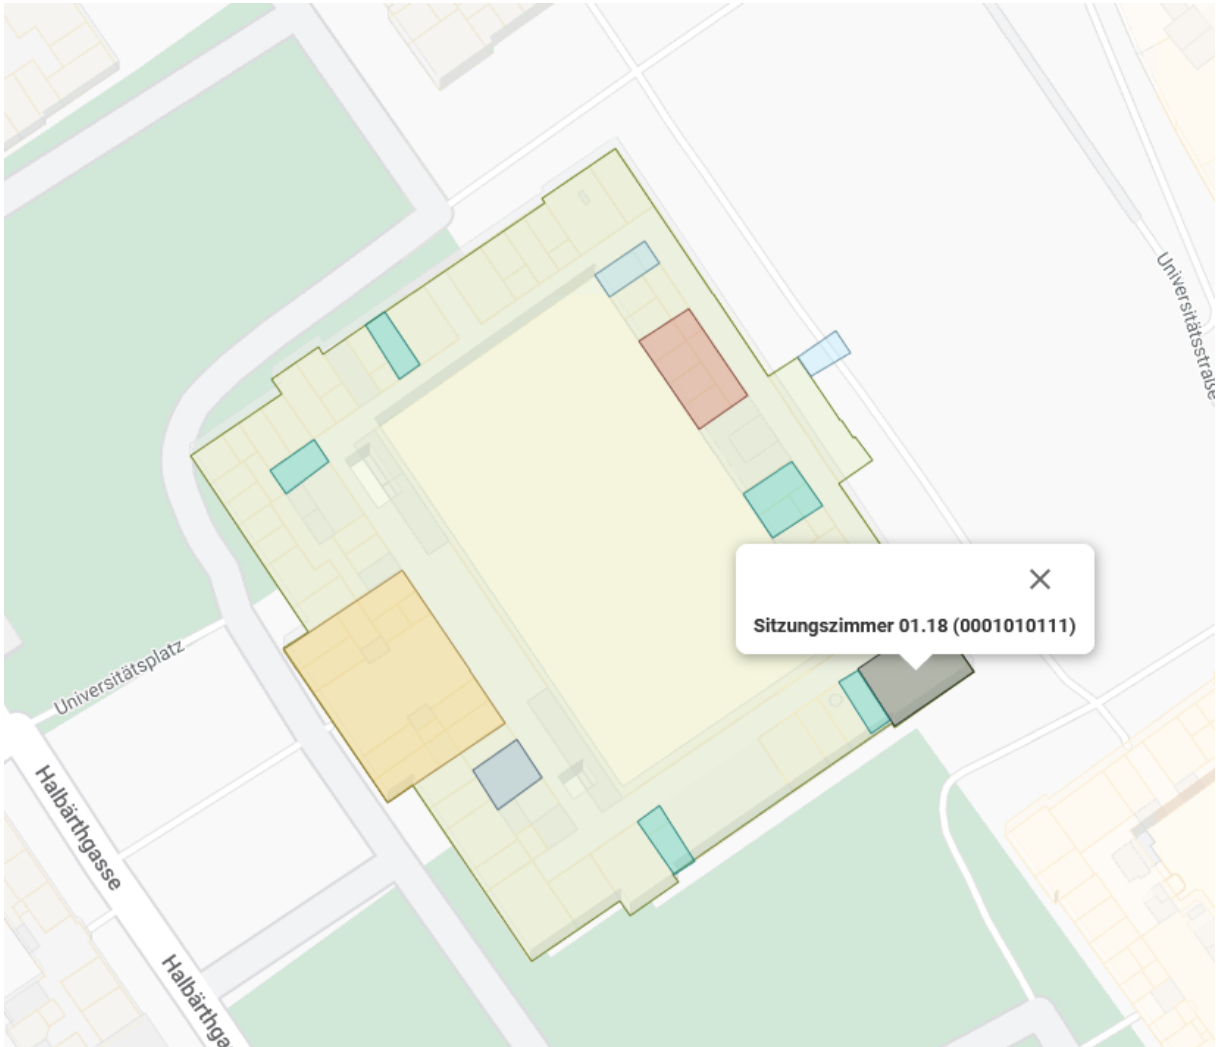 Universitätsstraße
Sitzungszimmer 01.18 (0001010111)
Universitätsplatz
Halbärthgasse
Halbärthga